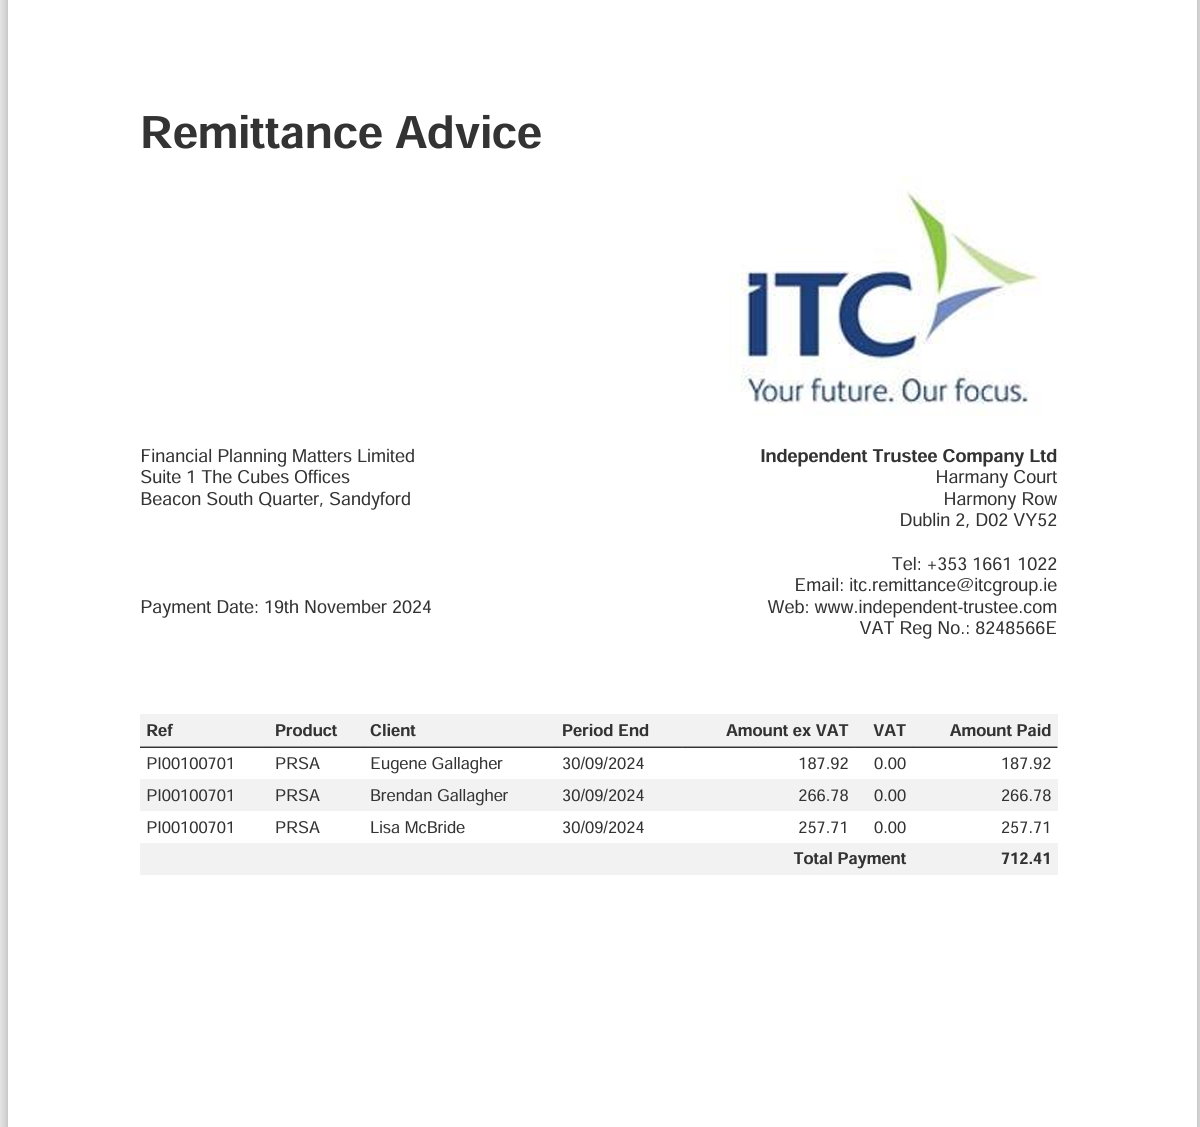 Remittance Advice
ITC
Your future. Our focus.
Financial Planning Matters Limited
Suite 1 The Cubes Offices
Beacon South Quarter, Sandyford
Payment Date: 19th November 2024
Independent Trustee Company Ltd
Harmany Court
Harmony Row
Dublin 2, D02 VY52
Tel: +353 1661 1022
Email: itc.remittance@itcgroup.ie
Web: www.independent-trustee.com
VAT Reg No.: 8248566E
Ref Product Client Period End Amount ex VAT VAT Amount Paid
PI00100701 PRSA Eugene Gallagher 30/09/2024 187.92 0.00 187.92
PI00100701 PRSA Brendan Gallagher 30/09/2024 266.78 0.00 266.78
PI00100701 PRSA Lisa McBride 30/09/2024 257.71 0.00 257.71
Total Payment 712.41